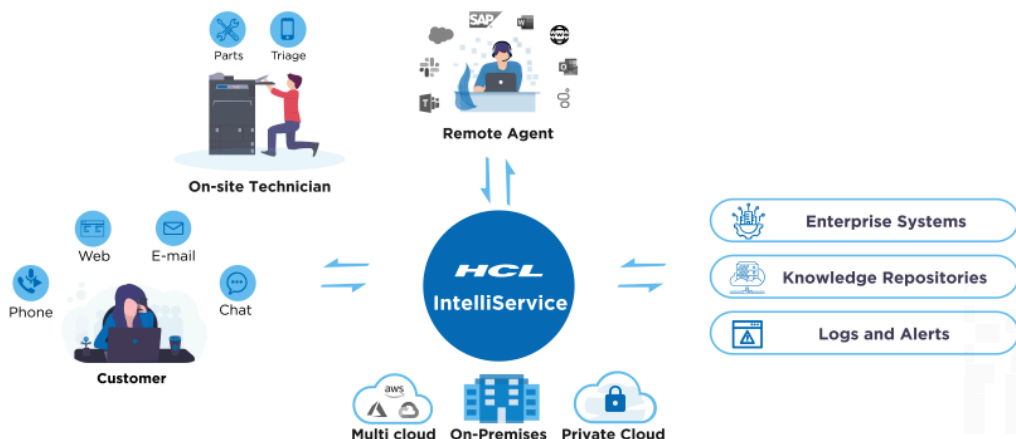 SAP
Parts
Triage
W
T
Remote Agent
On-site Technician
Web
E-mail
Phone
Chat
Customer
HCL
IntelliService
Enterprise Systems
Knowledge Repositories
Logs and Alerts
aws
Multi cloud
On-Premises
Private Cloud